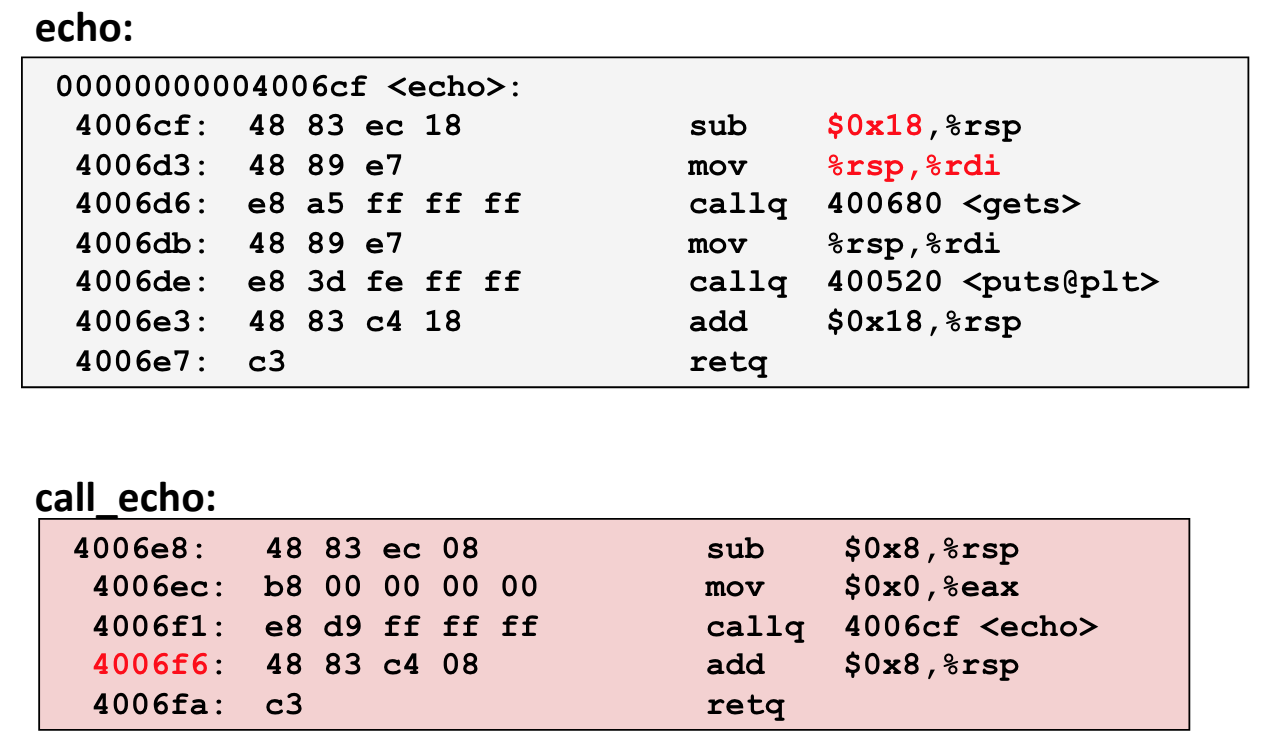 echo:
00000000004006cf <echo>:
4006cf: 48 83 ec 18 sub $0x18,%rsp
4006d3: 48 89 e7 mov %rsp,%rdi
4006d6: e8 a5 ff ff ff callq 400680 <gets>
4006db: 48 89 e7 mov %rsp,%rdi
4006de: e8 3d fe ff ff callq 400520 <puts@plt>
4006e3: 48 83 c4 18 add $0x18,%rsp
4006e7: c3 retq
call_echo:
4006e8: 48 83 ec 08 sub $0x8,%rsp
4006ec: b8 00 00 00 00 mov $0x0,%eax
4006f1: e8 d9 ff ff ff callq 4006cf <echo>
4006f6: 48 83 c4 08 add $0x8,%rsp
4006fa: c3 retq